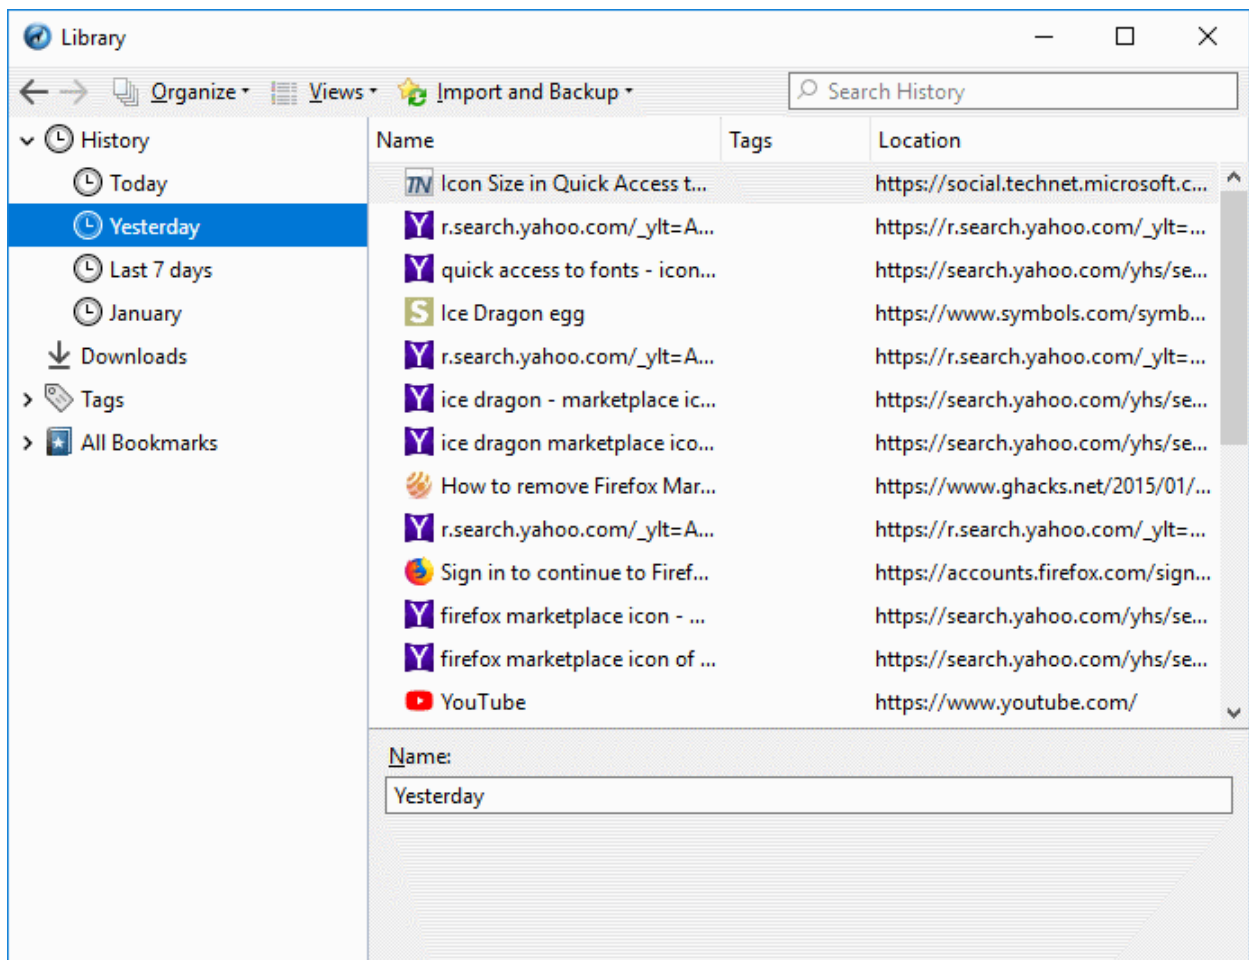 Library
Organize Views Import and Backup Search History
History Name Tags Location
Today TN Icon Size in Quick Access t... https://social.technet.microsoft.c...
Yesterday Y r.search.yahoo.com/_ylt=A... https://r.search.yahoo.com/_ylt=...
Last 7 days Y quick access to fonts - icon... https://search.yahoo.com/yhs/se...
January S Ice Dragon egg https://www.symbols.com/symb...
Downloads Y r.search.yahoo.com/_ylt=A... https://r.search.yahoo.com/_ylt=...
Tags Y ice dragon - marketplace ic... https://search.yahoo.com/yhs/se...
All Bookmarks Y ice dragon marketplace ico... https://search.yahoo.com/yhs/se...
How to remove Firefox Mar... https://www.ghacks.net/2015/01/...
Y r.search.yahoo.com/_ylt=A... https://r.search.yahoo.com/_ylt=...
Sign in to continue to Firef... https://accounts.firefox.com/sign...
Y firefox marketplace icon - ... https://search.yahoo.com/yhs/se...
Y firefox marketplace icon of ... https://search.yahoo.com/yhs/se...
YouTube https://www.youtube.com/
Name:
Yesterday